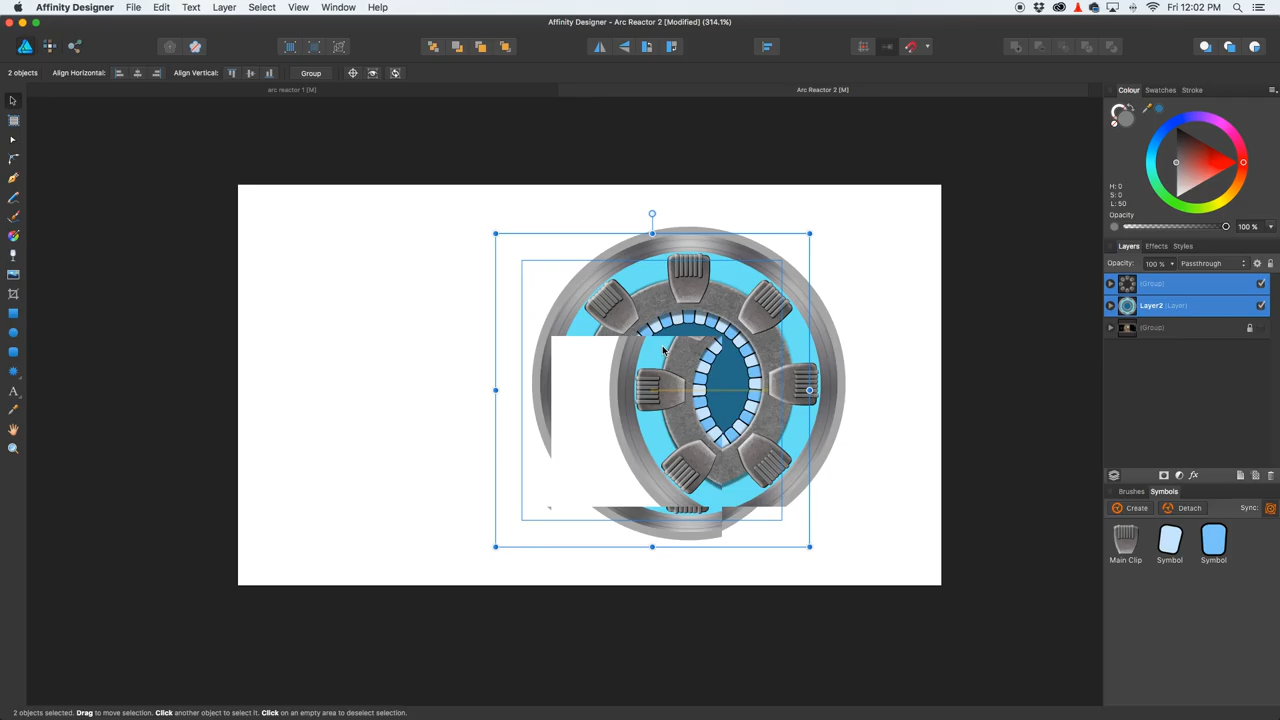 Affinity Designer File Edit Text Layer Select View Window Help Fri 12:02 PM
Affinity Designer - Arc Reactor 2 [Modified] (314.1%)
2 objects Align Horizontal: Align Vertical: Group
arc reactor 1 [M] Arc Reactor 2 [M]
Colour Swatches Stroke
H: 0
S: 0
L: 50
Opacity
100 %
Layers Effects Styles
Opacity: 100 % Passthrough
(Group)
Layer2 (Layer)
(Group)
Brushes Symbols
Create Detach Sync:
Main Clip Symbol Symbol
2 objects selected. Drag to move selection. Click another object to select it. Click on an empty area to deselect selection.